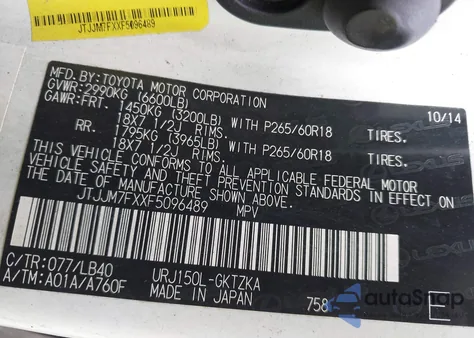 JTJJM7FXXF5096489
MFD.BY:TOYOTA MOTOR CORPORATION 10/14
GVWR:2990KG (6600LB)
GAWR:FRT. 1450KG (3200LB) WITH P265/60R18 TIRES.
18X7 1/2J RIMS.
RR. 1795KG (3965LB) WITH P265/60R18 TIRES.
18X7 1/2J RIMS.
THIS VEHICLE CONFORMS TO ALL APPLICABLE FEDERAL MOTOR
VEHICLE SAFETY AND THEFT PREVENTION STANDARDS IN EFFECT ON
THE DATE OF MANUFACTURE SHOWN ABOVE.
JTJJM7FXXF5096489 MPV
C/TR:077/LB40 URJ150L-GKTZKA
A/TM:A01A/A760F MADE IN JAPAN 758 E
autoSnap